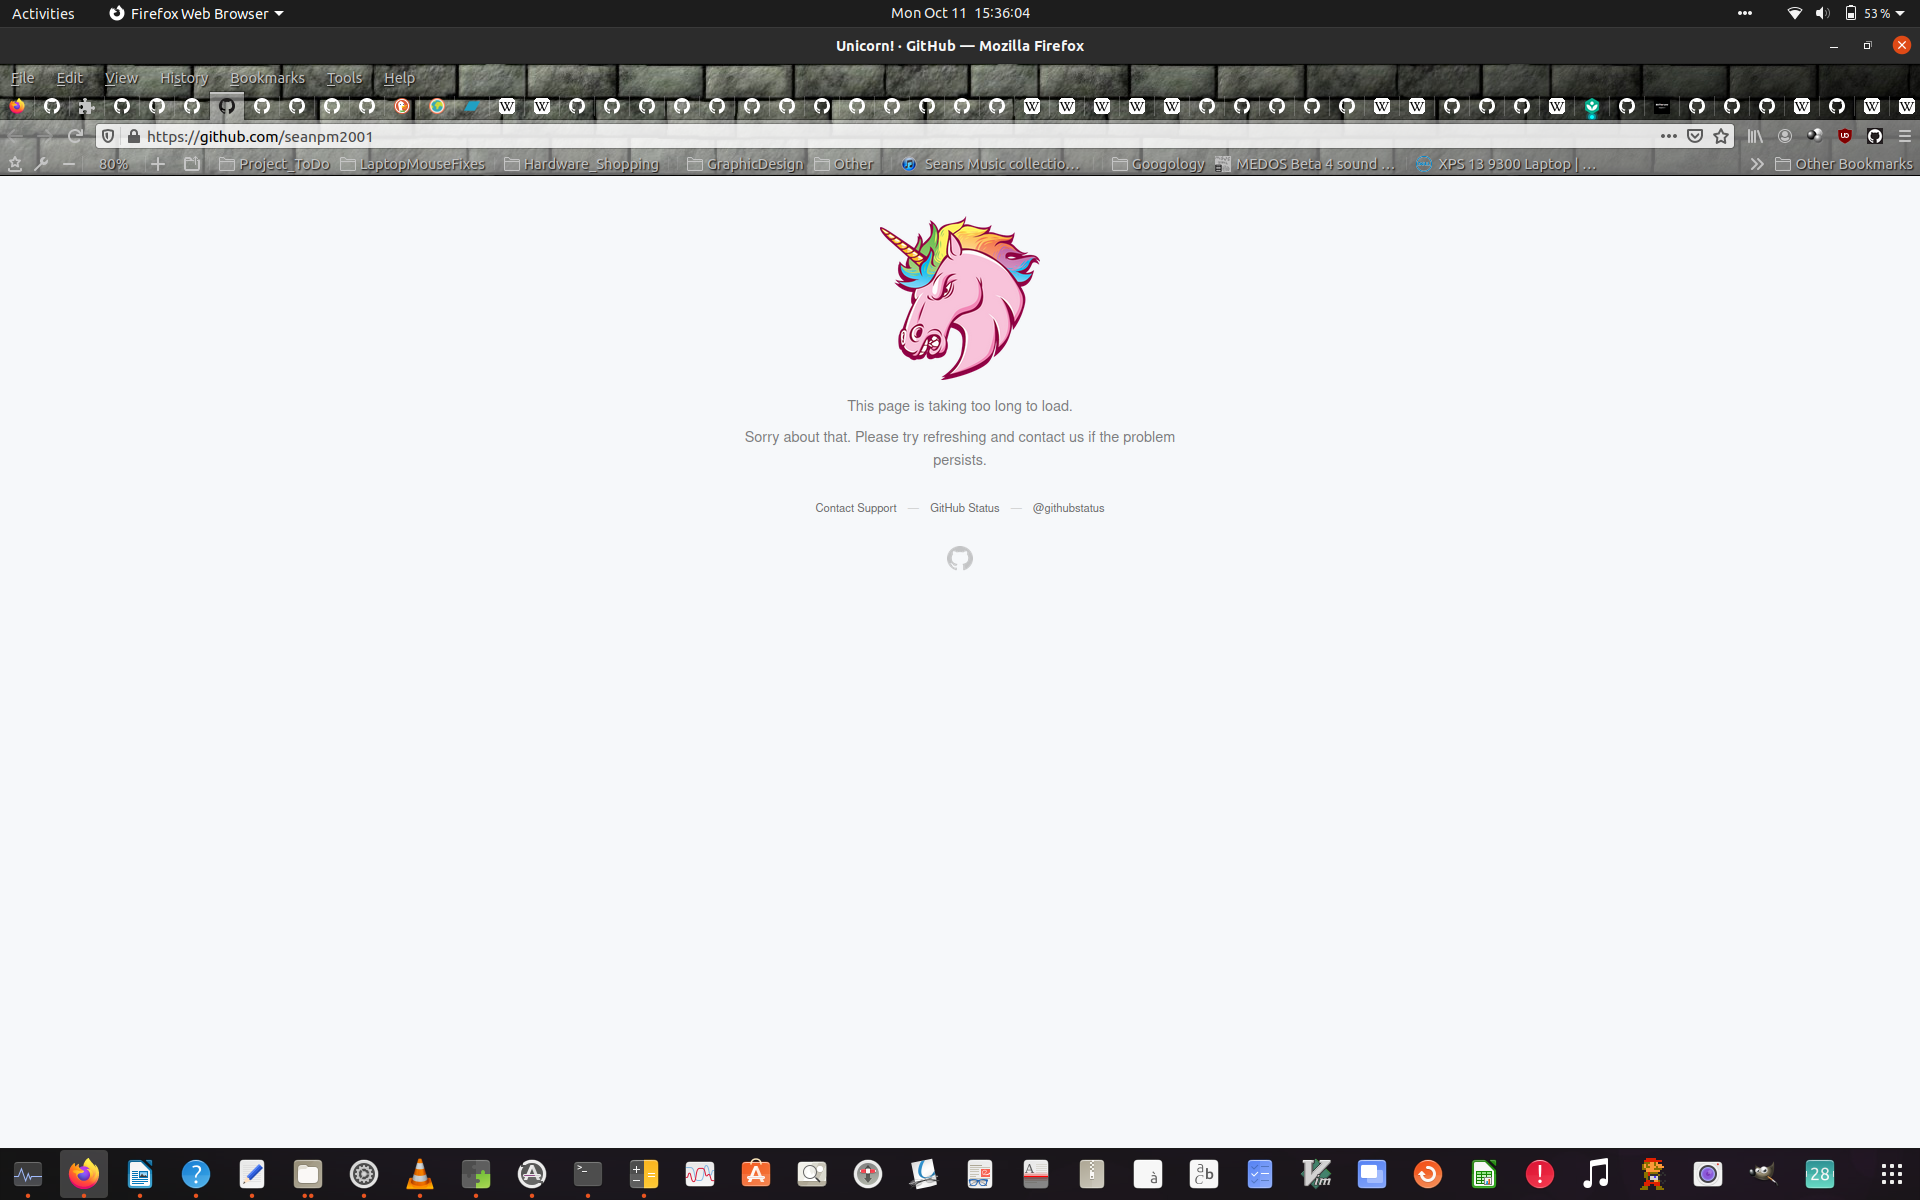 Activities
Firefox Web Browser
Mon Oct 11 15:36:04
53 %
Unicorn! · GitHub — Mozilla Firefox
File Edit View History Bookmarks Tools Help
https://github.com/seanpm2001
80% Project_ToDo LaptopMouseFixes Hardware_Shopping GraphicDesign Other Seans Music collectio… Googology MEDOS Beta 4 sound … XPS 13 9300 Laptop | … Other Bookmarks
This page is taking too long to load.
Sorry about that. Please try refreshing and contact us if the problem
persists.
Contact Support — GitHub Status — @githubstatus
28